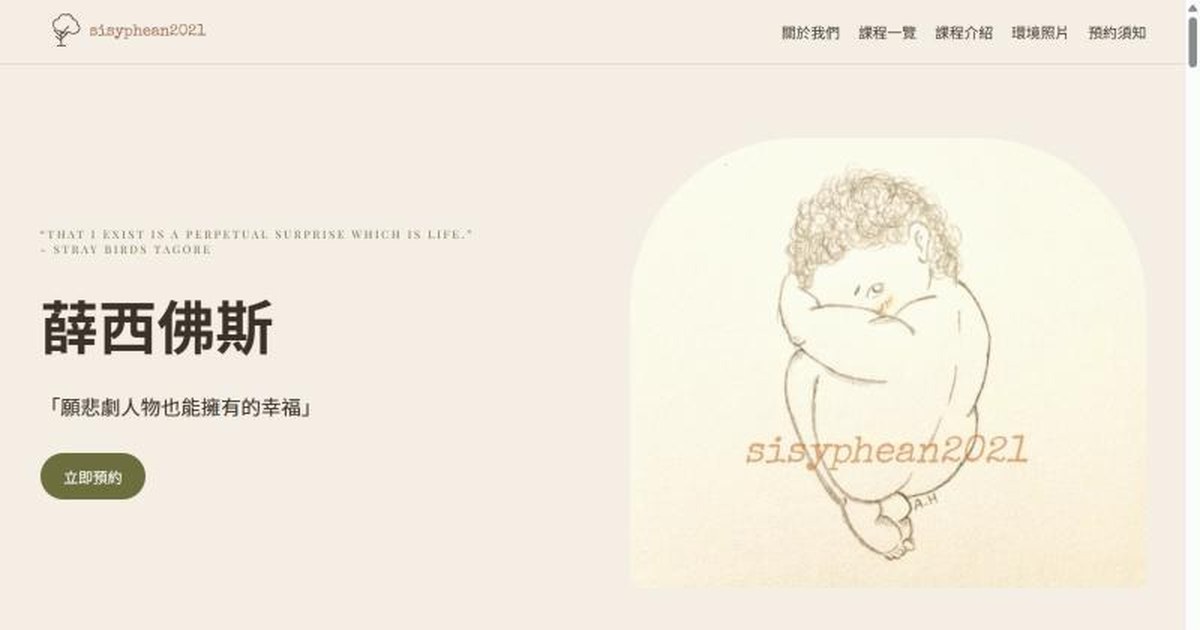 sisyphean2021
關於我們 課程一覽 課程介紹 環境照片 預約須知
“THAT I EXIST IS A PERPETUAL SURPRISE WHICH IS LIFE.”
- STRAY BIRDS TAGORE
薛西佛斯
「願悲劇人物也能擁有的幸福」
立即預約
sisyphean2021
A.H